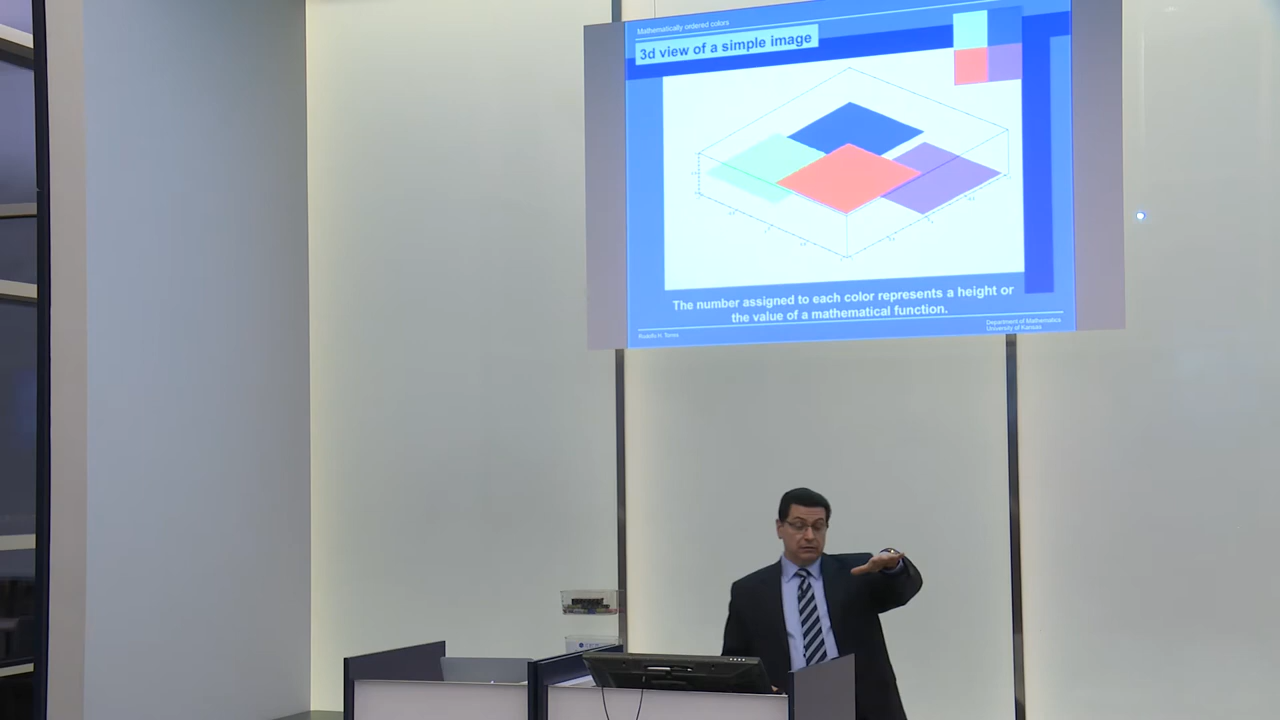 Mathematically ordered colors
3d view of a simple image
The number assigned to each color represents a height or
the value of a mathematical function.
Rodolfo H. Torres
Department of Mathematics
University of Kansas